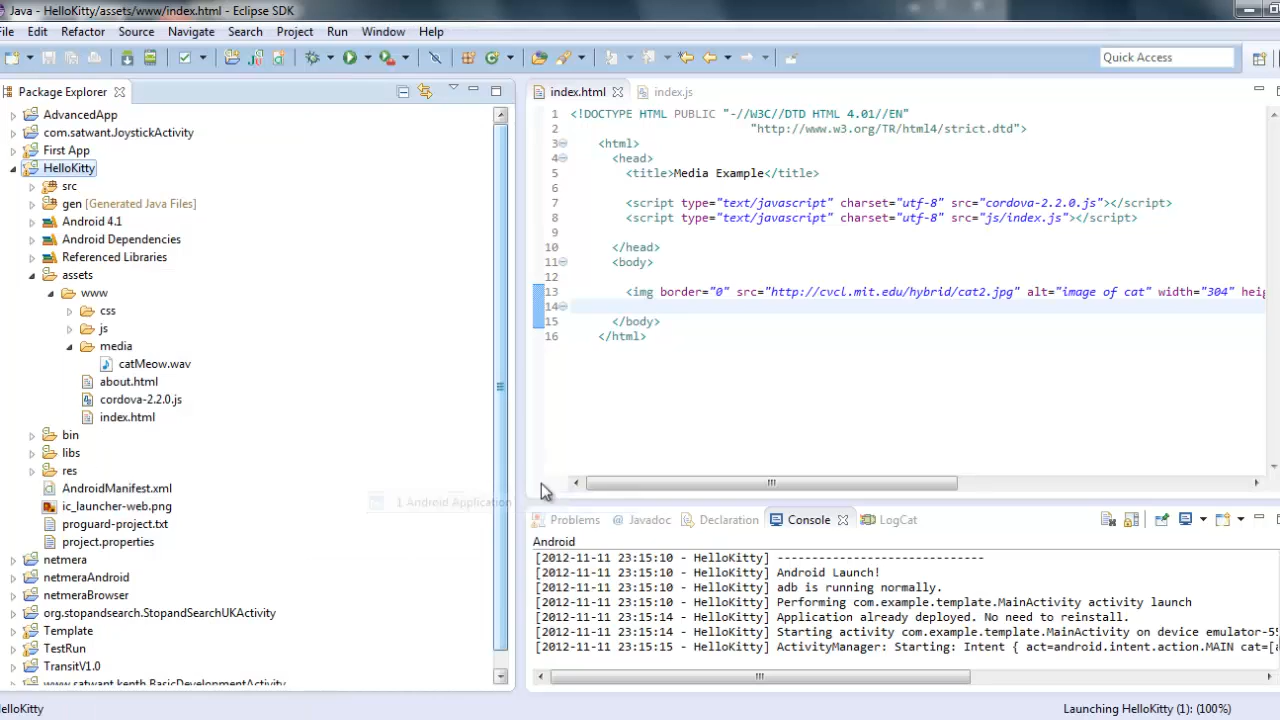 Java - HelloKitty/assets/www/index.html - Eclipse SDK
File Edit Refactor Source Navigate Search Project Run Window Help
Quick Access
Package Explorer
AdvancedApp
com.satwant.JoystickActivity
First App
HelloKitty
src
gen [Generated Java Files]
Android 4.1
Android Dependencies
Referenced Libraries
assets
www
css
js
media
catMeow.wav
about.html
cordova-2.2.0.js
index.html
bin
libs
res
AndroidManifest.xml
ic_launcher-web.png
proguard-project.txt
project.properties
netmera
netmeraAndroid
netmeraBrowser
org.stopandsearch.StopandSearchUKActivity
Template
TestRun
TransitV1.0
www.satwant.kenth.BasicDevelopmentActivity
1 Android Application
index.html index.js
1 <!DOCTYPE HTML PUBLIC "-//W3C//DTD HTML 4.01//EN"
2 "http://www.w3.org/TR/html4/strict.dtd">
3 <html>
4 <head>
5 <title>Media Example</title>
6
7 <script type="text/javascript" charset="utf-8" src="cordova-2.2.0.js"></script>
8 <script type="text/javascript" charset="utf-8" src="js/index.js"></script>
9
10 </head>
11 <body>
12
13 <img border="0" src="http://cvcl.mit.edu/hybrid/cat2.jpg" alt="image of cat" width="304" heig
14
15 </body>
16 </html>
Problems @ Javadoc Declaration Console LogCat
Android
[2012-11-11 23:15:10 - HelloKitty] ------------------------------
[2012-11-11 23:15:10 - HelloKitty] Android Launch!
[2012-11-11 23:15:10 - HelloKitty] adb is running normally.
[2012-11-11 23:15:10 - HelloKitty] Performing com.example.template.MainActivity activity launch
[2012-11-11 23:15:14 - HelloKitty] Application already deployed. No need to reinstall.
[2012-11-11 23:15:14 - HelloKitty] Starting activity com.example.template.MainActivity on device emulator-55
[2012-11-11 23:15:15 - HelloKitty] ActivityManager: Starting: Intent { act=android.intent.action.MAIN cat=[a
elloKitty
Launching HelloKitty (1): (100%)